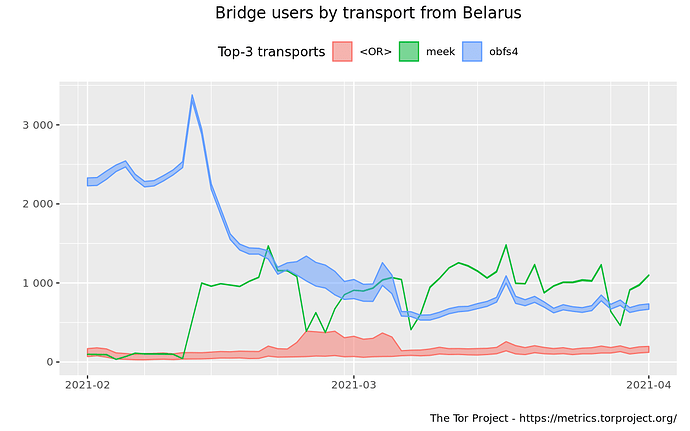 Bridge users by transport from Belarus
Top-3 transports <OR> meek obfs4
3 000
2 000
1 000
0
2021-02 2021-03 2021-04
The Tor Project - https://metrics.torproject.org/